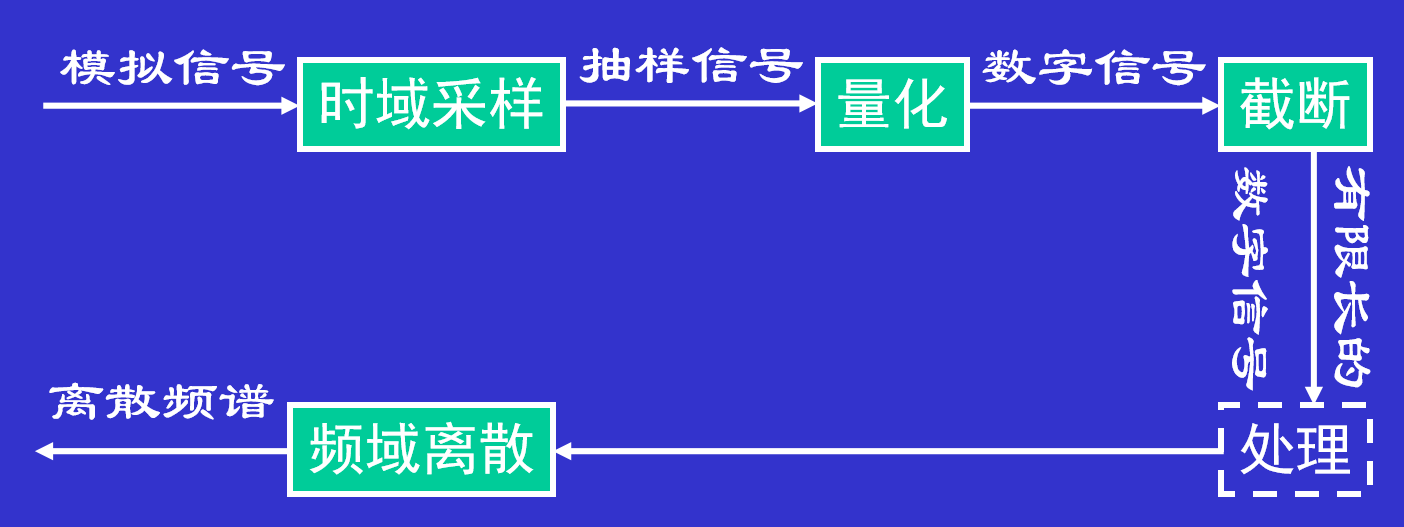 模拟信号
时域采样
抽样信号
量化
数字信号
截断
有限长的
数字信号
处理
频域离散
离散频谱